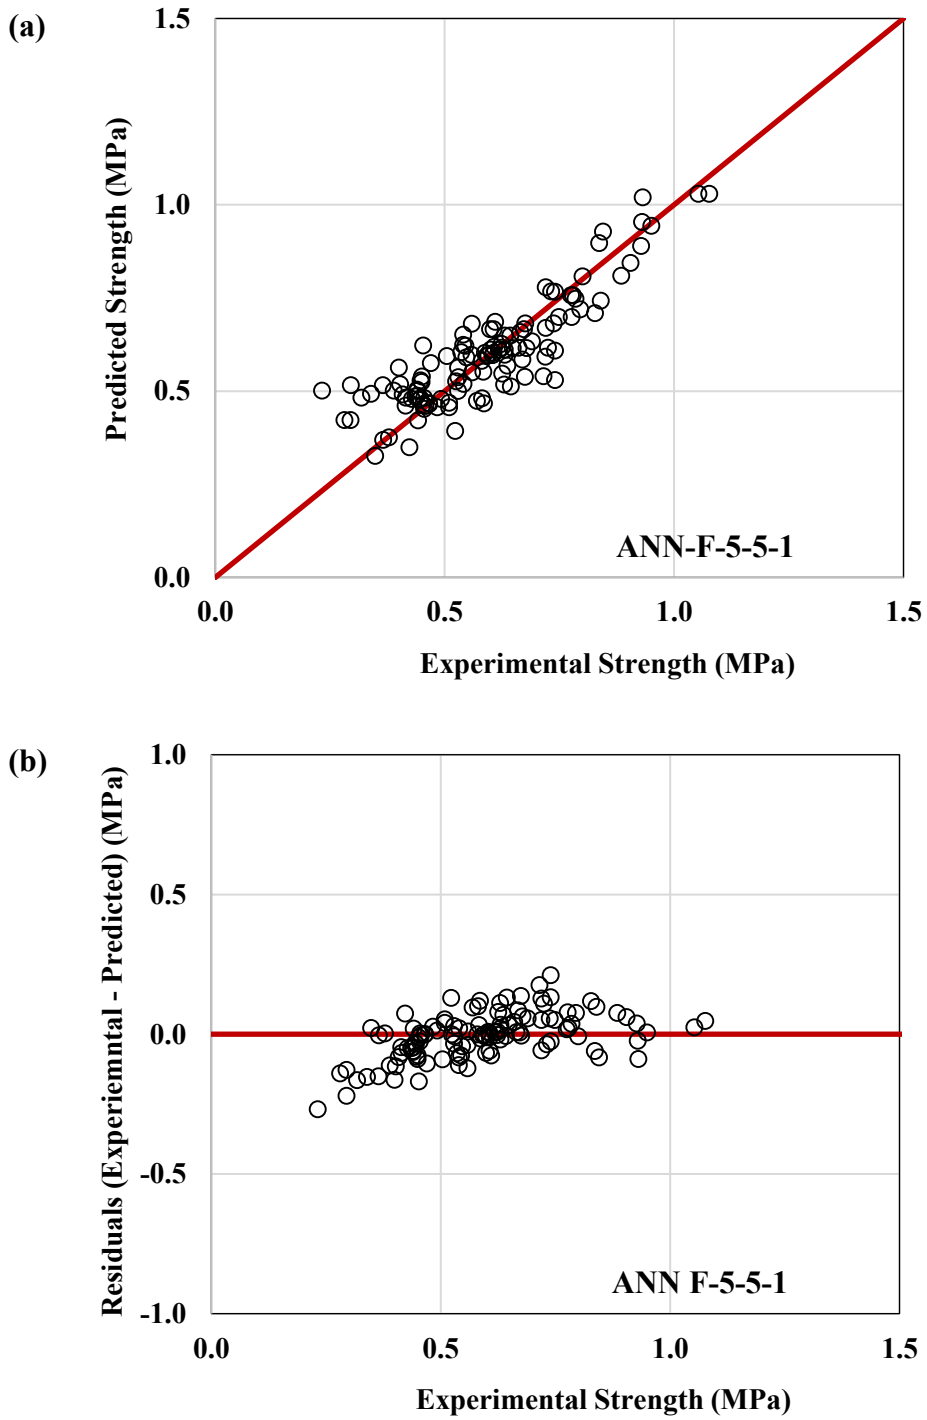 (a)
1.5
1.0
0.5
0.0
Predicted Strength (MPa)
ANN-F-5-5-1
0.0 0.5 1.0 1.5
Experimental Strength (MPa)
(b)
1.0
0.5
0.0
-0.5
-1.0
Residuals (Experiemntal - Predicted) (MPa)
ANN F-5-5-1
0.0 0.5 1.0 1.5
Experimental Strength (MPa)